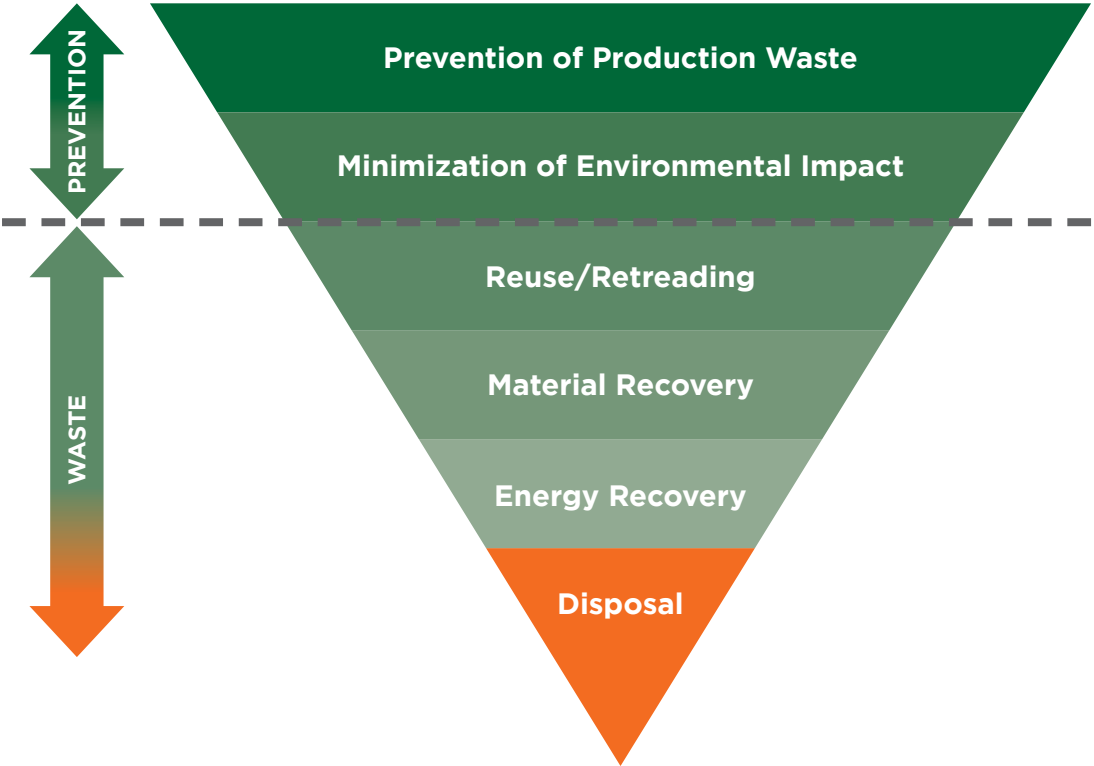 PREVENTION
Prevention of Production Waste
Minimization of Environmental Impact
WASTE
Reuse/Retreading
Material Recovery
Energy Recovery
Disposal